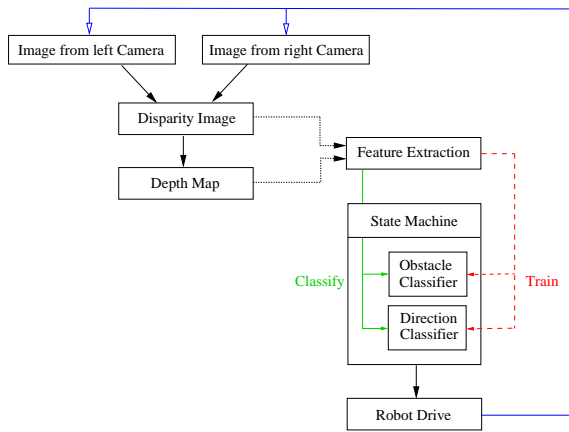 Image from left Camera
Image from right Camera
Disparity Image
Feature Extraction
Depth Map
State Machine
Classify
Obstacle
Classifier
Train
Direction
Classifier
Robot Drive